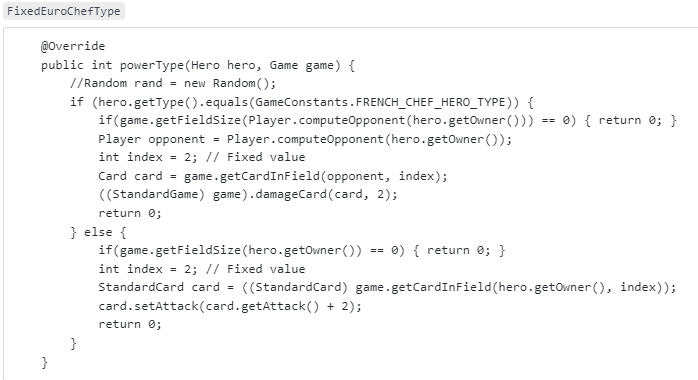 FixedEuroChefType
@Override
public int powerType(Hero hero, Game game) {
//Random rand = new Random();
if (hero.getType().equals(GameConstants.FRENCH_CHEF_HERO_TYPE)) {
if(game.getFieldSize(Player.computeOpponent(hero.getOwner())) == 0) { return 0; }
Player opponent = Player.computeOpponent(hero.getOwner());
int index = 2; // Fixed value
Card card = game.getCardInField(opponent, index);
((StandardGame) game).damageCard(card, 2);
return 0;
} else {
if(game.getFieldSize(hero.getOwner()) == 0) { return 0; }
int index = 2; // Fixed value
StandardCard card = ((StandardCard) game.getCardInField(hero.getOwner(), index));
card.setAttack(card.getAttack() + 2);
return 0;
}
}